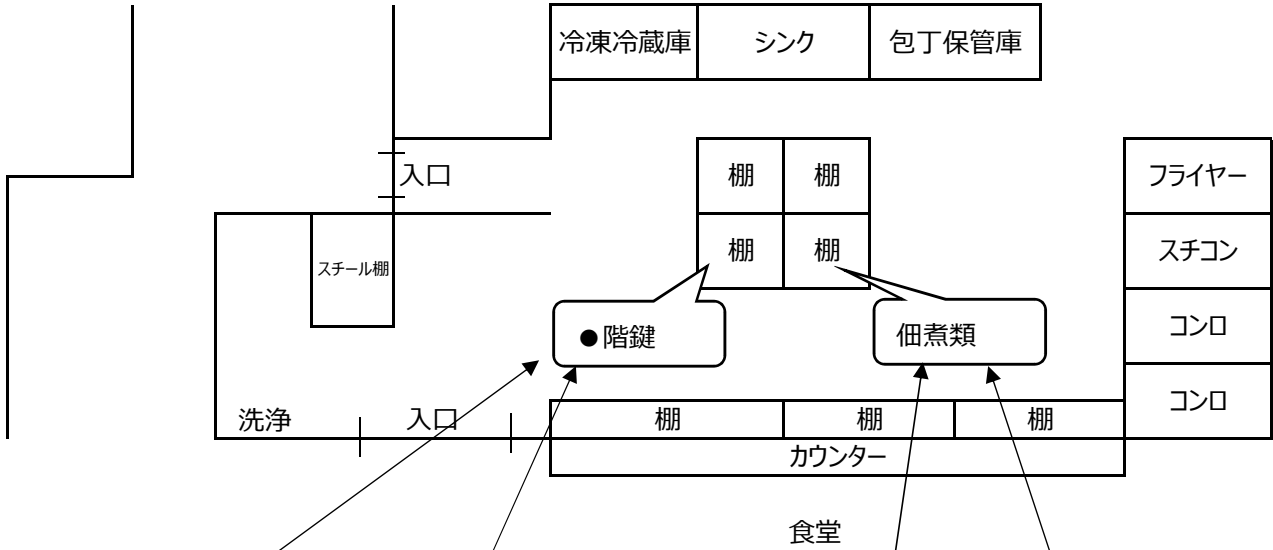 冷凍冷蔵庫
シンク
包丁保管庫
入口
棚
棚
フライヤー
スチール棚
棚
棚
スチコン
●階鍵
佃煮類
コンロ
コンロ
洗浄
入口
棚
棚
棚
カウンター
食堂